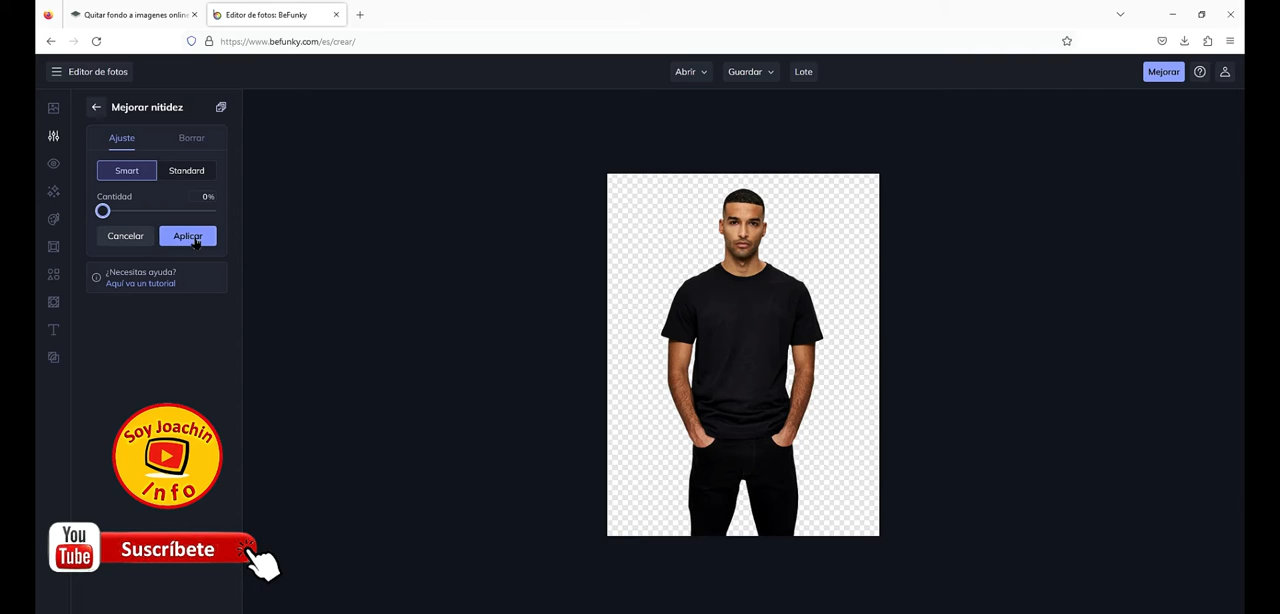 Quitar fondo a imagenes onlin
Editor de fotos: BeFunky
https://www.befunky.com/es/crear/
Editor de fotos
Abrir
Guardar
Lote
Mejorar
Mejorar nitidez
Ajuste
Borrar
Smart
Standard
Cantidad
0%
Cancelar
Aplicar
¿Necesitas ayuda?
Aquí va un tutorial
Soy Joachin
Info
You
Tube
Suscríbete